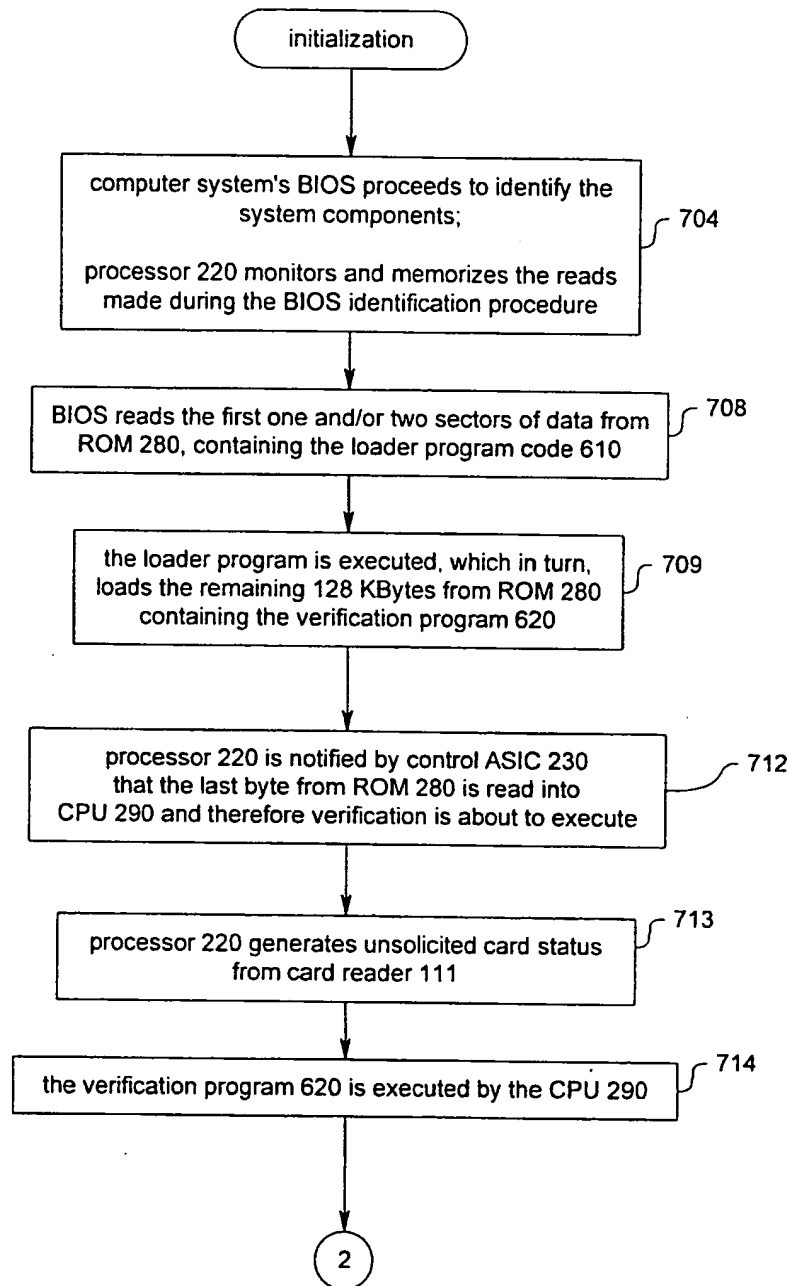 initialization
computer system's BIOS proceeds to identify the
system components;
processor 220 monitors and memorizes the reads
made during the BIOS identification procedure
704
BIOS reads the first one and/or two sectors of data from
ROM 280, containing the loader program code 610
708
the loader program is executed, which in turn,
loads the remaining 128 KBytes from ROM 280
containing the verification program 620
709
processor 220 is notified by control ASIC 230
that the last byte from ROM 280 is read into
CPU 290 and therefore verification is about to execute
712
processor 220 generates unsolicited card status
from card reader 111
713
the verification program 620 is executed by the CPU 290
714
2